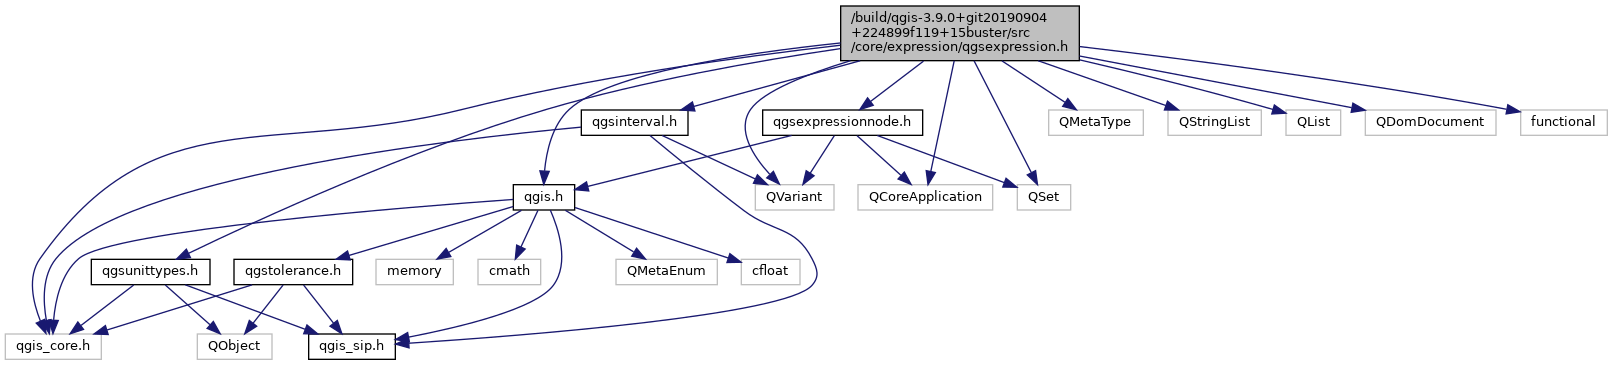 /build/qgis-3.9.0+git20190904
+224899f119+15buster/src
/core/expression/qgsexpression.h
qgsinterval.h
qgsexpressionnode.h
QMetaType
QStringList
QList
QDomDocument
functional
qgis.h
QVariant
QCoreApplication
QSet
qgsunittypes.h
qgstolerance.h
memory
cmath
QMetaEnum
cfloat
qgis_core.h
QObject
qgis_sip.h